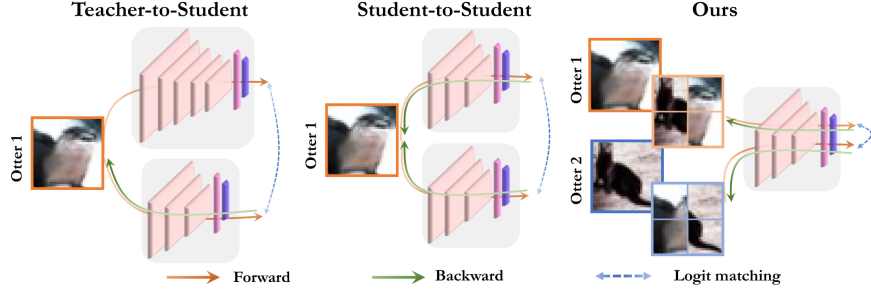 Teacher-to-Student
Student-to-Student
Ours
Otter 1
Otter 1
Otter 1
Otter 2
Forward
Backward
Logit matching